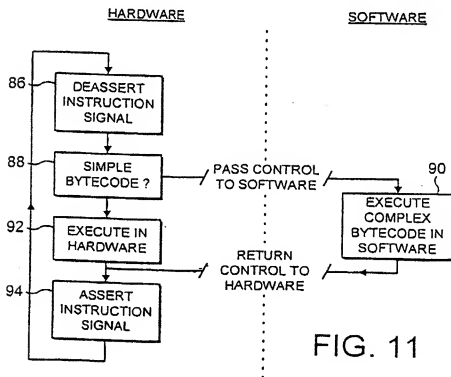 HARDWARE
SOFTWARE
86
DEASSERT
INSTRUCTION
SIGNAL
88
SIMPLE
BYTECODE ?
PASS CONTROL
TO SOFTWARE
90
EXECUTE
COMPLEX
BYTECODE IN
SOFTWARE
92
EXECUTE IN
HARDWARE
RETURN
CONTROL TO
HARDWARE
94
ASSERT
INSTRUCTION
SIGNAL
FIG. 11